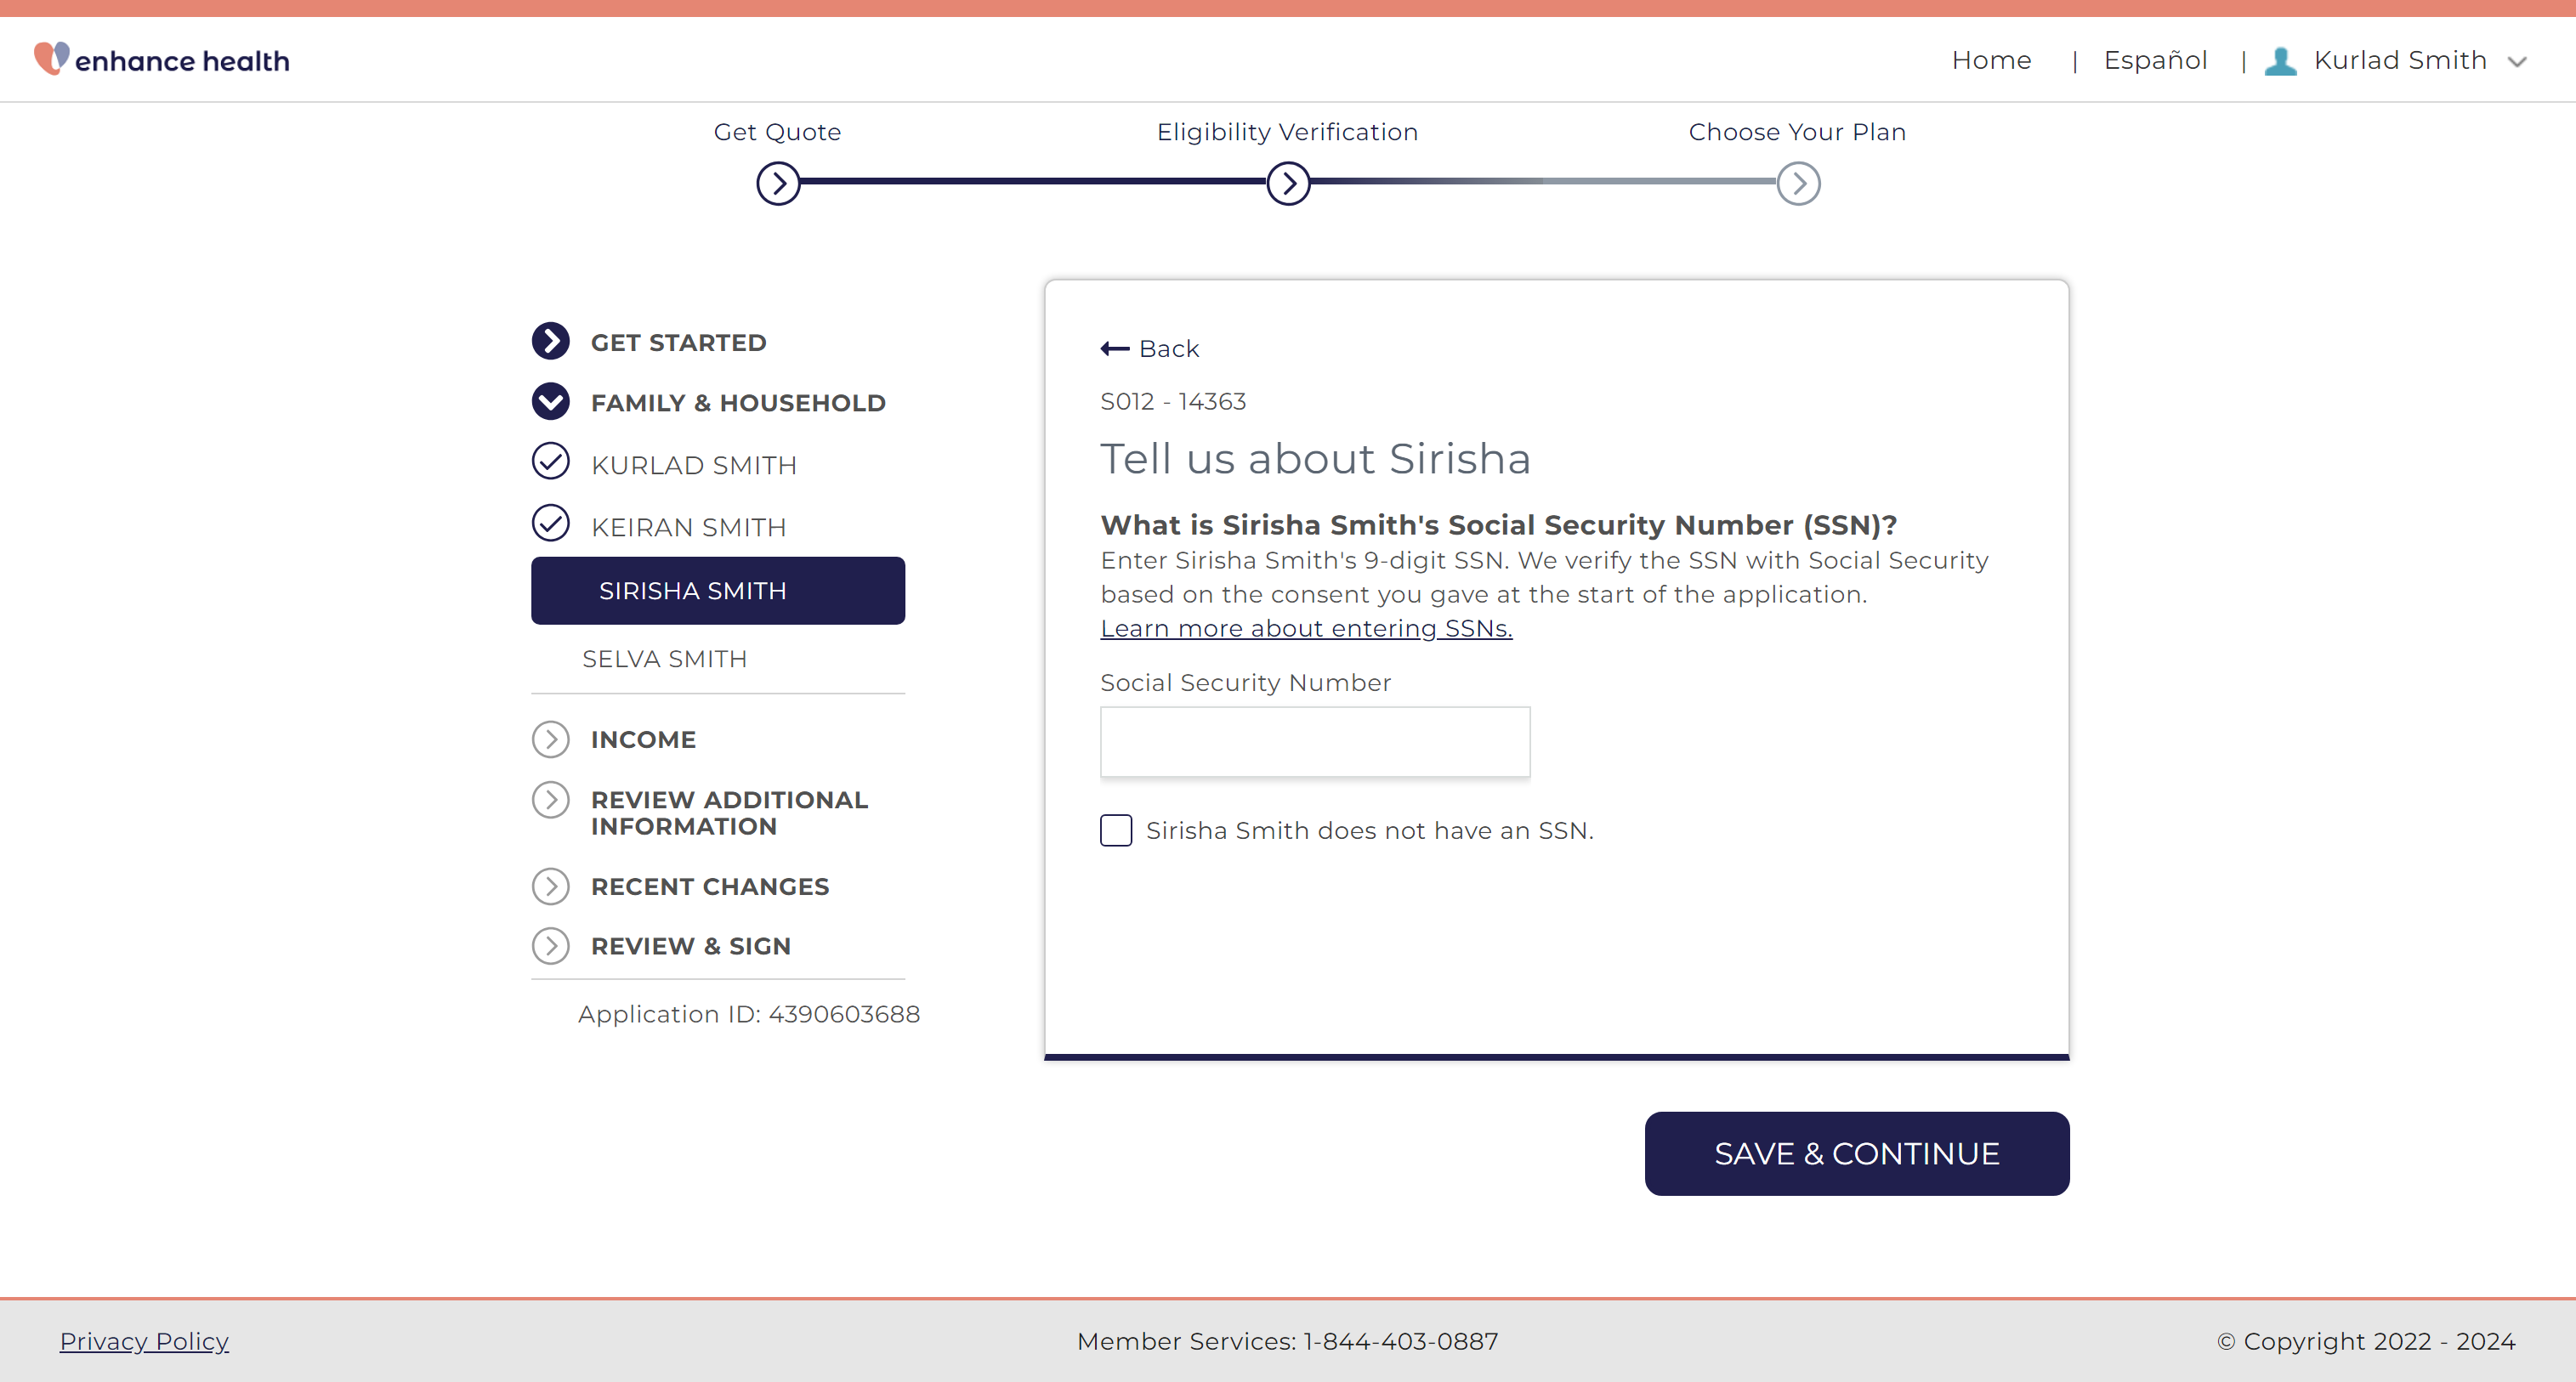 enhance health
Home | Español | Kurlad Smith
Get Quote
Eligibility Verification
Choose Your Plan
GET STARTED
FAMILY & HOUSEHOLD
KURLAD SMITH
KEIRAN SMITH
SIRISHA SMITH
SELVA SMITH
INCOME
REVIEW ADDITIONAL
INFORMATION
RECENT CHANGES
REVIEW & SIGN
Application ID: 4390603688
Back
S012 - 14363
Tell us about Sirisha
What is Sirisha Smith's Social Security Number (SSN)?
Enter Sirisha Smith's 9-digit SSN. We verify the SSN with Social Security
based on the consent you gave at the start of the application.
Learn more about entering SSNs.
Social Security Number
Sirisha Smith does not have an SSN.
SAVE & CONTINUE
Privacy Policy
Member Services: 1-844-403-0887
© Copyright 2022 - 2024